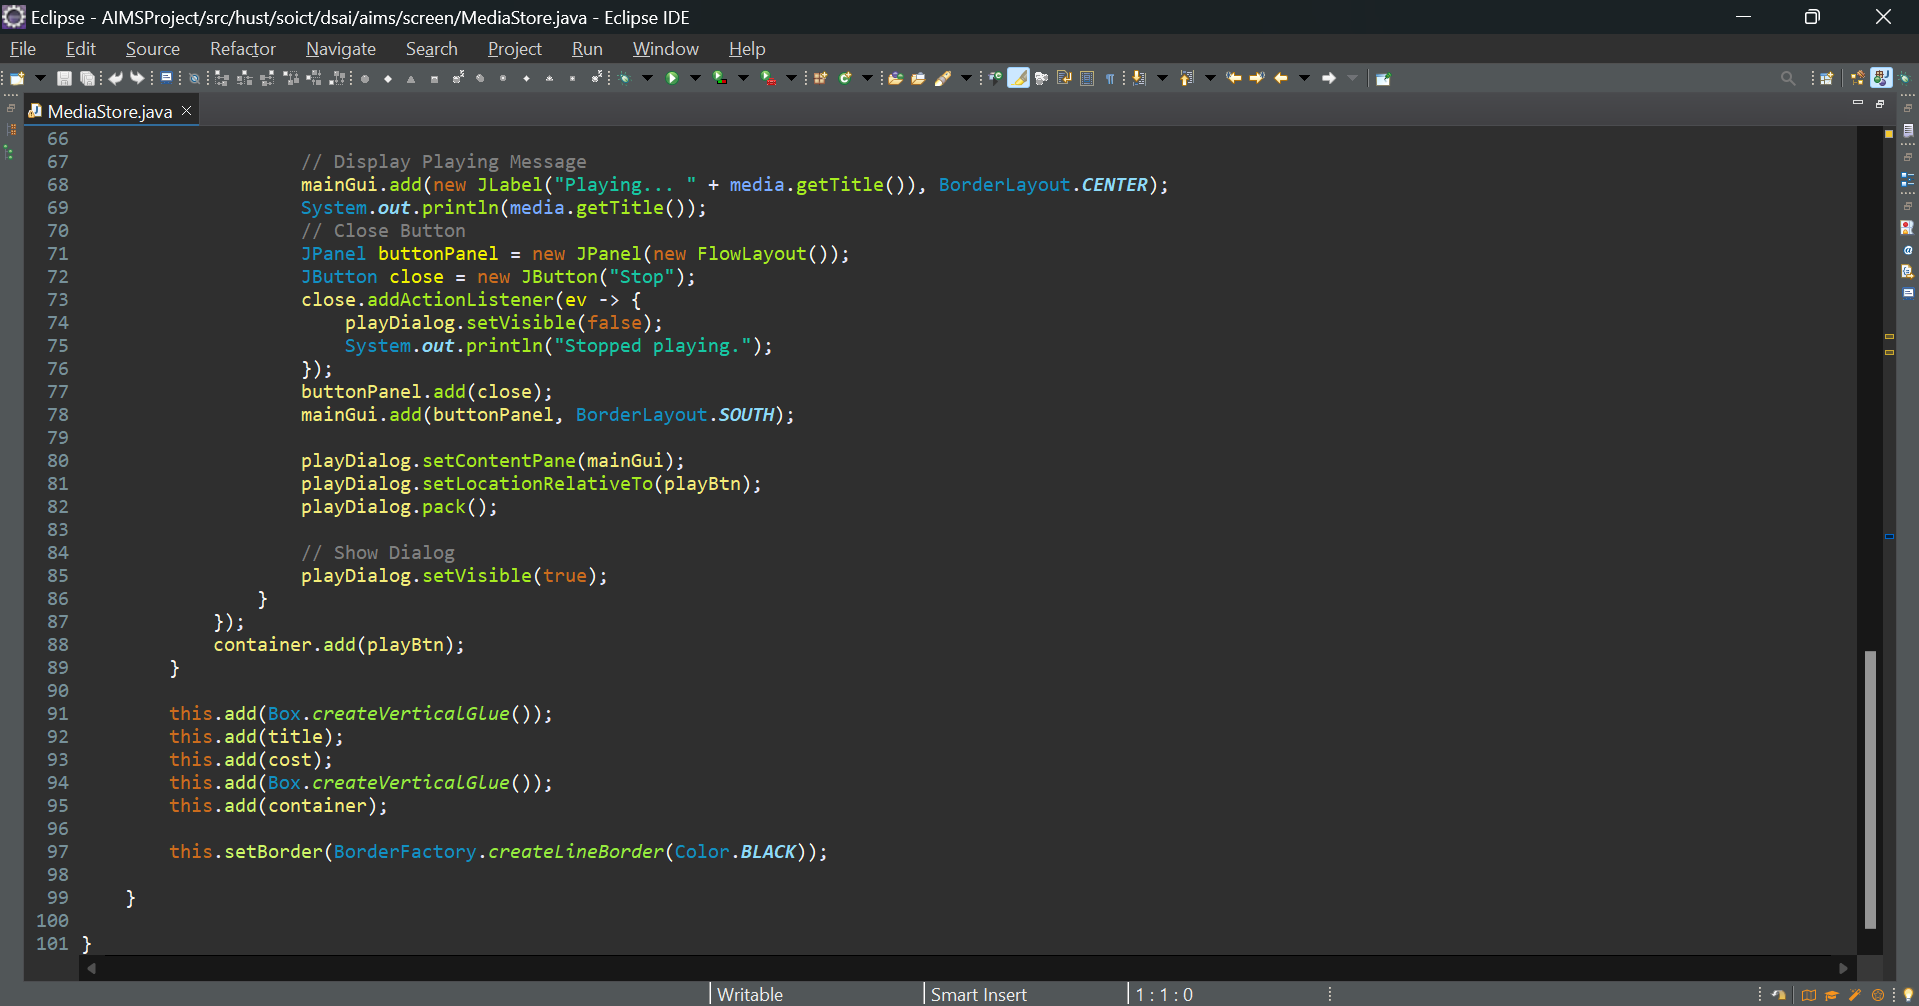 Eclipse - AIMSProject/src/hust/soict/dsai/aims/screen/MediaStore.java - Eclipse IDE
File Edit Source Refactor Navigate Search Project Run Window Help
MediaStore.java
66
67 // Display Playing Message
68 mainGui.add(new JLabel("Playing... " + media.getTitle()), BorderLayout.CENTER);
69 System.out.println(media.getTitle());
70 // Close Button
71 JPanel buttonPanel = new JPanel(new FlowLayout());
72 JButton close = new JButton("Stop");
73 close.addActionListener(ev -> {
74 playDialog.setVisible(false);
75 System.out.println("Stopped playing.");
76 });
77 buttonPanel.add(close);
78 mainGui.add(buttonPanel, BorderLayout.SOUTH);
79
80 playDialog.setContentPane(mainGui);
81 playDialog.setLocationRelativeTo(playBtn);
82 playDialog.pack();
83
84 // Show Dialog
85 playDialog.setVisible(true);
86 }
87 });
88 container.add(playBtn);
89 }
90
91 this.add(Box.createVerticalGlue());
92 this.add(title);
93 this.add(cost);
94 this.add(Box.createVerticalGlue());
95 this.add(container);
96
97 this.setBorder(BorderFactory.createLineBorder(Color.BLACK));
98
99 }
100
101 }
Writable Smart Insert 1 : 1 : 0